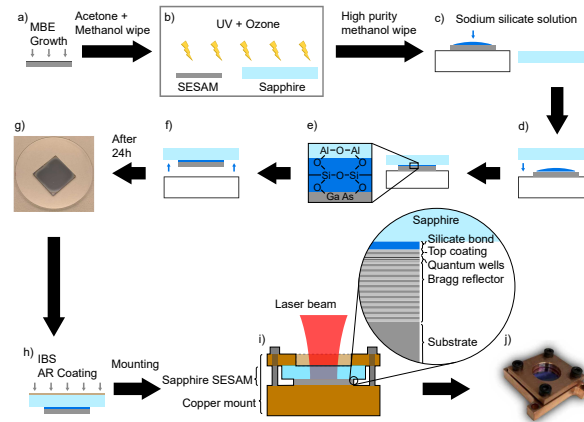 a)
MBE
Growth
Acetone +
Methanol wipe
b)
UV + Ozone
SESAM
Sapphire
High purity
methanol wipe
c)
Sodium silicate solution
d)
e)
Al–O–Al
O O
Si Si
O O
Ga As
f)
After
24h
g)
h)
IBS
AR Coating
Mounting
i)
Laser beam
Sapphire SESAM
Copper mount
Sapphire
Silicate bond
Top coating
Quantum wells
Bragg reflector
Substrate
j)